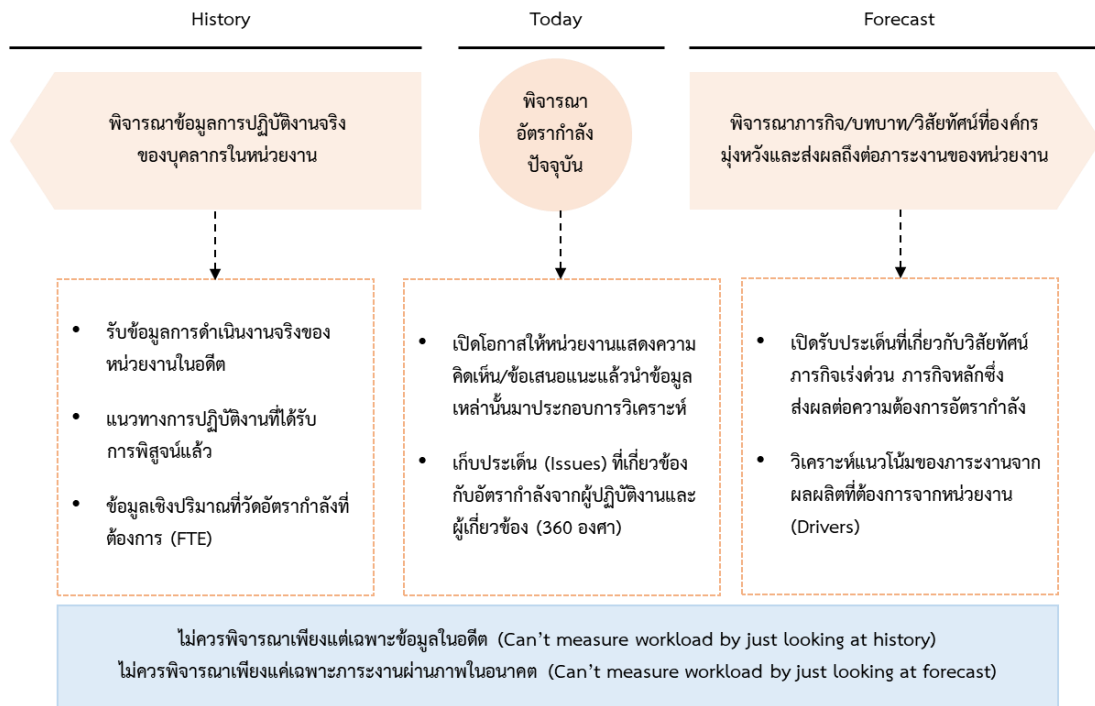 History
Today
Forecast
พิจารณาข้อมูลการปฏิบัติงานจริง
ของบุคลากรในหน่วยงาน
พิจารณา
อัตรากำลัง
ปัจจุบัน
พิจารณาภารกิจ/บทบาท/วิสัยทัศน์ที่องค์กร
มุ่งหวังและส่งผลถึงต่อภาระงานของหน่วยงาน
• รับข้อมูลการดำเนินงานจริงของ
หน่วยงานในอดีต
• แนวทางการปฏิบัติงานที่ได้รับ
การพิสูจน์แล้ว
• ข้อมูลเชิงปริมาณที่วัดอัตรากำลังที่
ต้องการ (FTE)
• เปิดโอกาสให้หน่วยงานแสดงความ
คิดเห็น/ข้อเสนอแนะแล้วนำข้อมูล
เหล่านั้นมาประกอบการวิเคราะห์
• เก็บประเด็น (Issues) ที่เกี่ยวข้อง
กับอัตรากำลังจากผู้ปฏิบัติงานและ
ผู้เกี่ยวข้อง (360 องศา)
• เปิดรับประเด็นที่เกี่ยวกับวิสัยทัศน์
ภารกิจเร่งด่วน ภารกิจหลักซึ่ง
ส่งผลต่อความต้องการอัตรากำลัง
• วิเคราะห์แนวโน้มของภาระงานจาก
ผลผลิตที่ต้องการจากหน่วยงาน
(Drivers)
ไม่ควรพิจารณาเพียงแต่เฉพาะข้อมูลในอดีต (Can't measure workload by just looking at history)
ไม่ควรพิจารณาเพียงแค่เฉพาะภาระงานผ่านภาพในอนาคต (Can't measure workload by just looking at forecast)